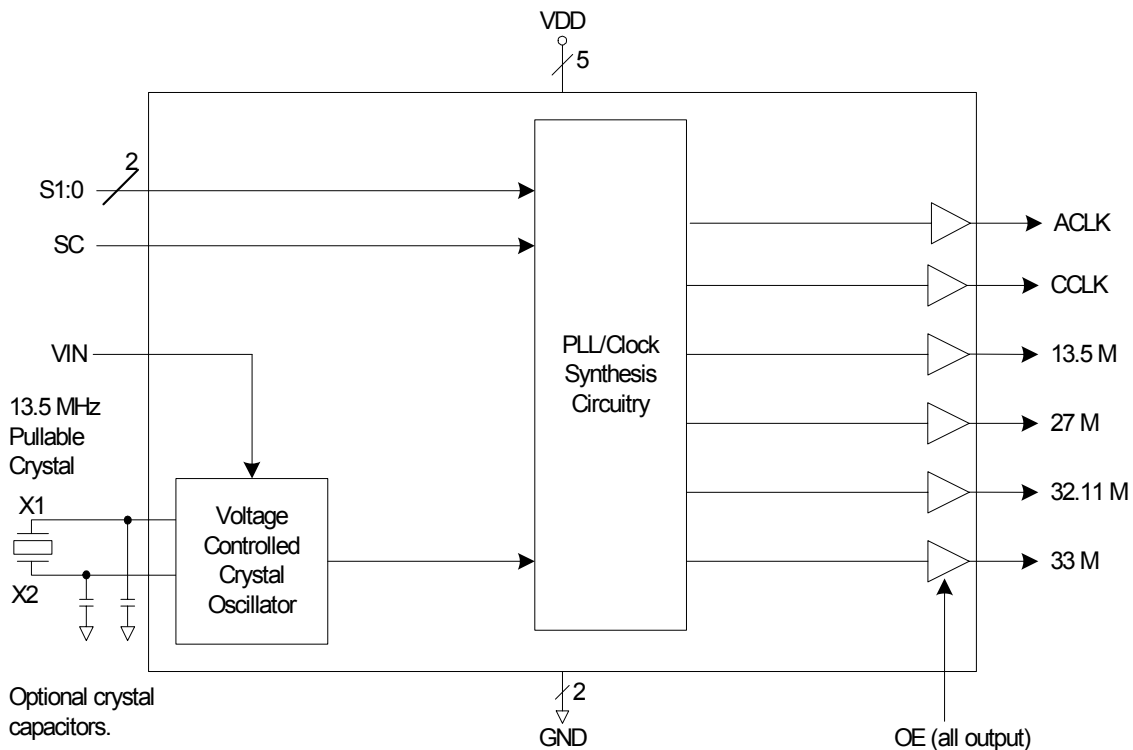 VDD
5
2
S1:0
SC
VIN
13.5 MHz
Pullable
Crystal
X1
X2
Voltage
Controlled
Crystal
Oscillator
PLL/Clock
Synthesis
Circuitry
ACLK
CCLK
13.5 M
27 M
32.11 M
33 M
Optional crystal
capacitors.
2
GND
OE (all output)